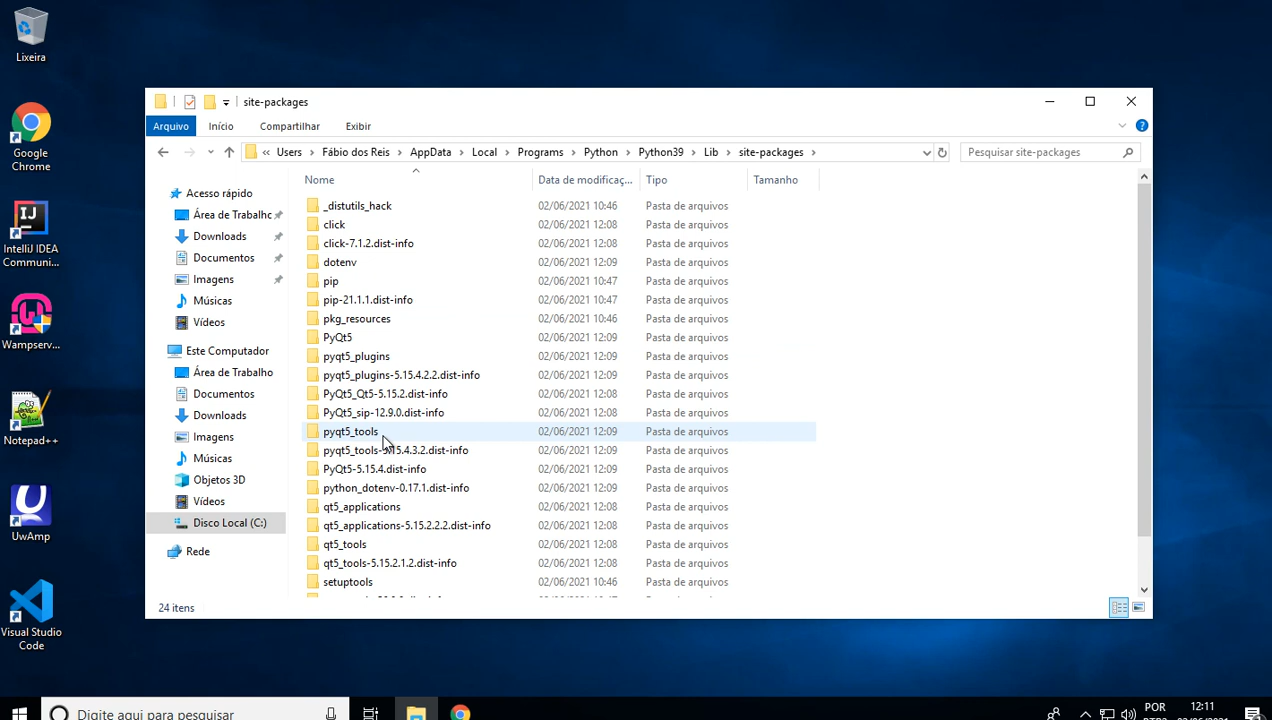 Lixeira
Google
Chrome
IntelliJ IDEA
Communi...
Wampserv...
Notepad++
UwAmp
Visual Studio
Code
site-packages
Arquivo Início Compartilhar Exibir
« Users > Fábio dos Reis > AppData > Local > Programs > Python > Python39 > Lib > site-packages >
Pesquisar site-packages
Acesso rápido
Área de Trabalho
Downloads
Documentos
Imagens
Músicas
Vídeos
Este Computador
Área de Trabalho
Documentos
Downloads
Imagens
Músicas
Objetos 3D
Vídeos
Disco Local (C:)
Rede
Nome Data de modificaç... Tipo Tamanho
_distutils_hack 02/06/2021 10:46 Pasta de arquivos
click 02/06/2021 12:08 Pasta de arquivos
click-7.1.2.dist-info 02/06/2021 12:08 Pasta de arquivos
dotenv 02/06/2021 12:09 Pasta de arquivos
pip 02/06/2021 10:47 Pasta de arquivos
pip-21.1.1.dist-info 02/06/2021 10:47 Pasta de arquivos
pkg_resources 02/06/2021 10:46 Pasta de arquivos
PyQt5 02/06/2021 12:09 Pasta de arquivos
pyqt5_plugins 02/06/2021 12:09 Pasta de arquivos
pyqt5_plugins-5.15.4.2.2.dist-info 02/06/2021 12:09 Pasta de arquivos
PyQt5_Qt5-5.15.2.dist-info 02/06/2021 12:08 Pasta de arquivos
PyQt5_sip-12.9.0.dist-info 02/06/2021 12:08 Pasta de arquivos
pyqt5_tools 02/06/2021 12:09 Pasta de arquivos
pyqt5_tools-5.15.4.3.2.dist-info 02/06/2021 12:09 Pasta de arquivos
PyQt5-5.15.4.dist-info 02/06/2021 12:09 Pasta de arquivos
python_dotenv-0.17.1.dist-info 02/06/2021 12:09 Pasta de arquivos
qt5_applications 02/06/2021 12:08 Pasta de arquivos
qt5_applications-5.15.2.2.2.dist-info 02/06/2021 12:08 Pasta de arquivos
qt5_tools 02/06/2021 12:08 Pasta de arquivos
qt5_tools-5.15.2.1.2.dist-info 02/06/2021 12:08 Pasta de arquivos
setuptools 02/06/2021 10:46 Pasta de arquivos
24 itens
Digite aqui para pesquisar
POR
12:11